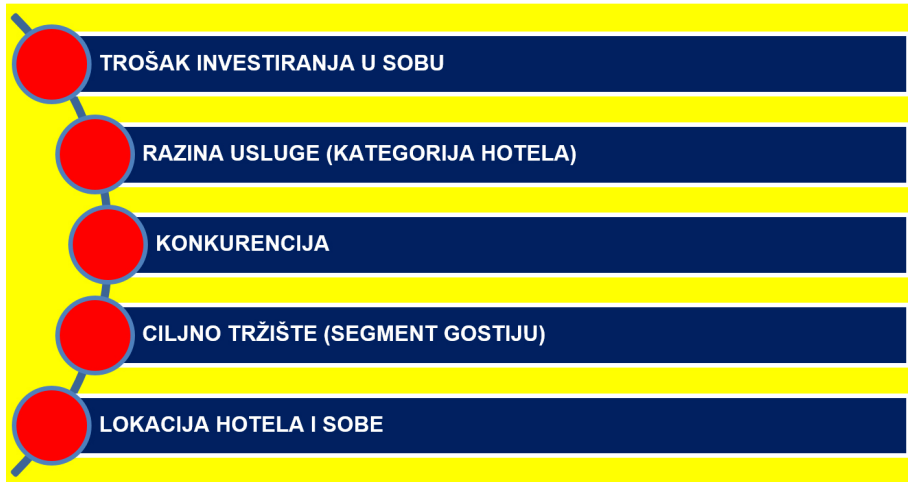 TROŠAK INVESTIRANJA U SOBU
RAZINA USLUGE (KATEGORIJA HOTELA)
KONKURENCIJA
CILJNO TRŽIŠTE (SEGMENT GOSTIJU)
LOKACIJA HOTELA I SOBE